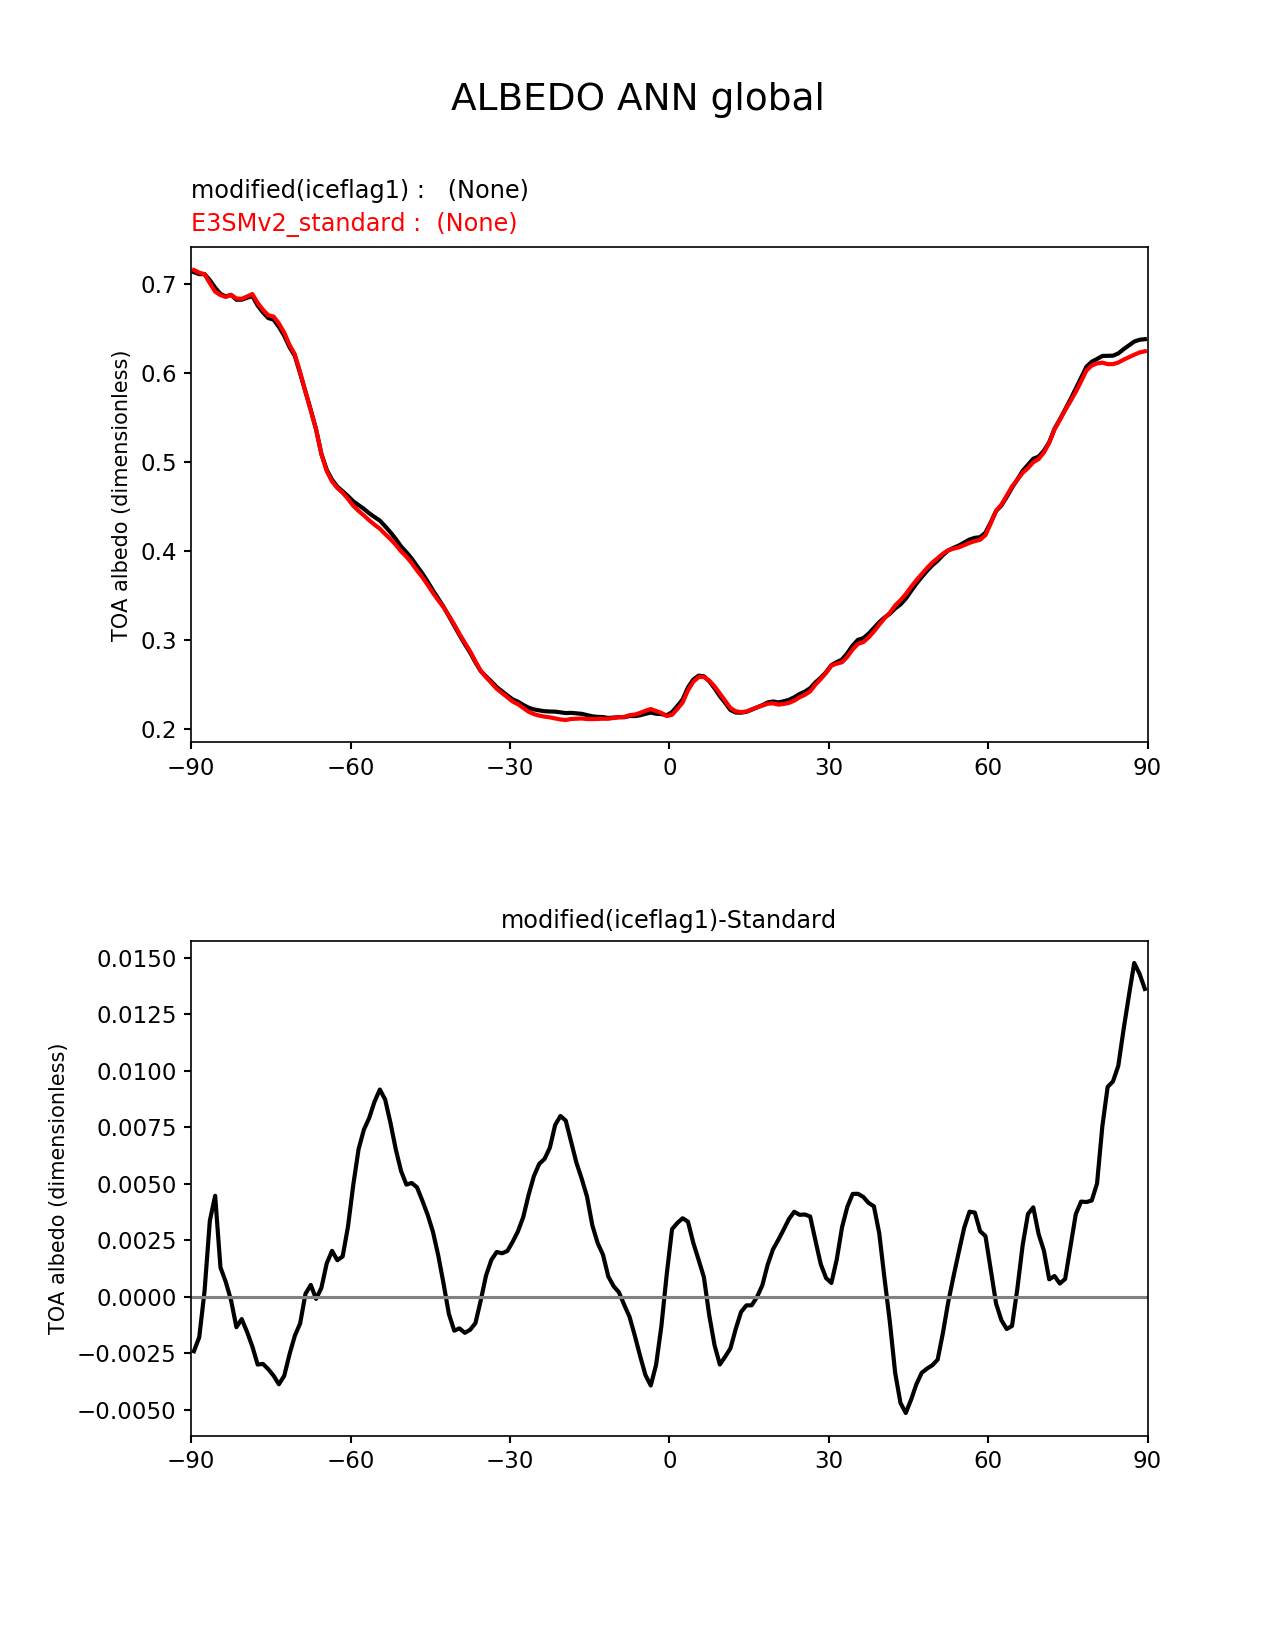 ALBEDO ANN global
modified(iceflag1) :   (None)
E3SMv2_standard :  (None)
TOA albedo (dimensionless)
0.7
0.6
0.5
0.4
0.3
0.2
−90 −60 −30 0 30 60 90
modified(iceflag1)-Standard
TOA albedo (dimensionless)
0.0150
0.0125
0.0100
0.0075
0.0050
0.0025
0.0000
−0.0025
−0.0050
−90 −60 −30 0 30 60 90